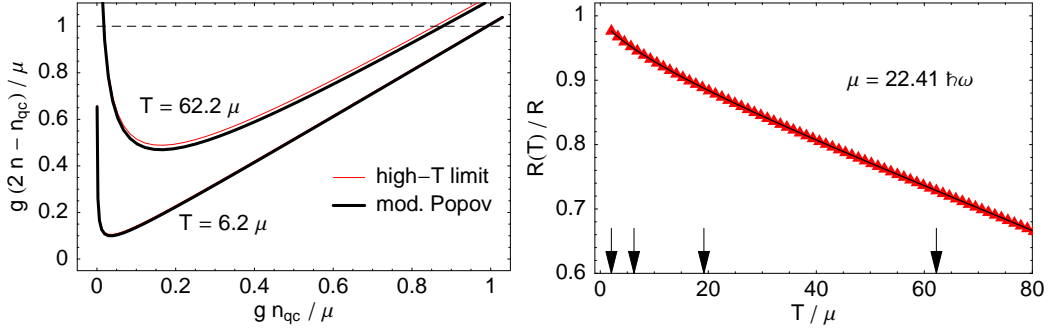 g (2 n − n_qc) / μ
1
0.8
0.6
0.4
0.2
0
T = 62.2 μ
high−T limit
mod. Popov
T = 6.2 μ
0 0.2 0.4 0.6 0.8 1
g n_qc / μ
R(T) / R
1
0.9
0.8
0.7
0.6
μ = 22.41 ℏω
0 20 40 60 80
T / μ